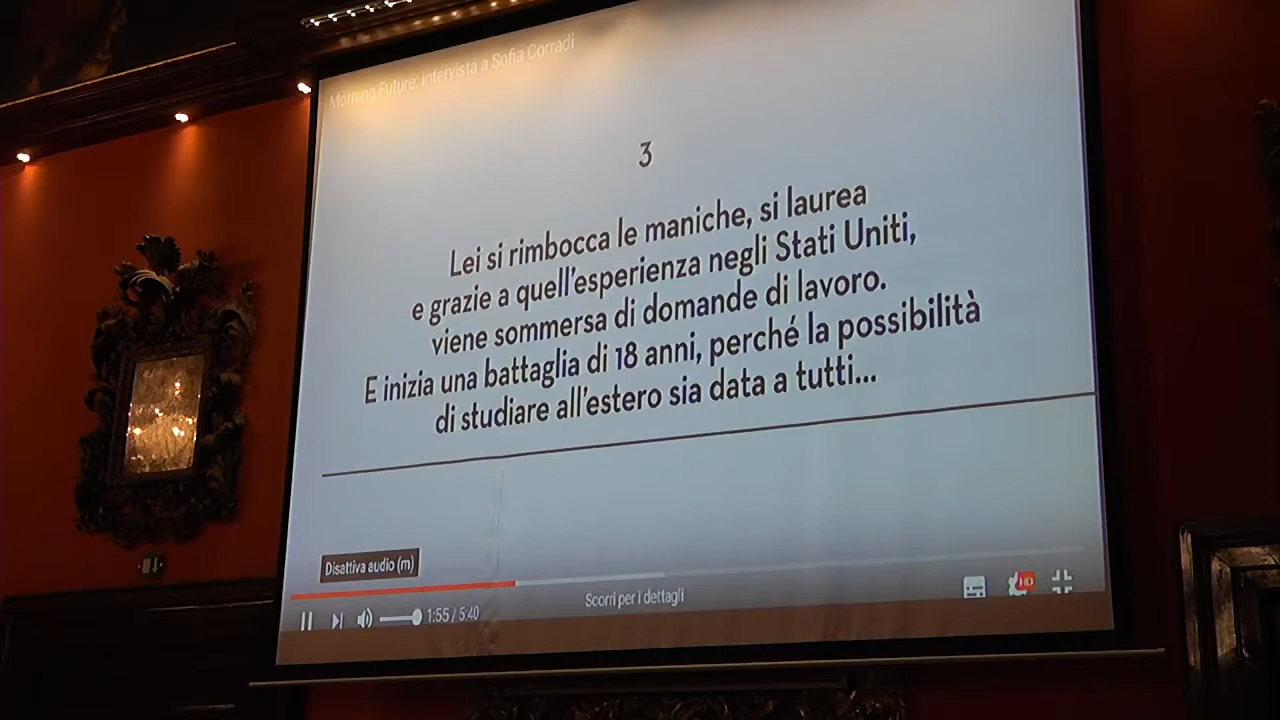 Morning Future: intervista a Sofia Corradi
3
Lei si rimbocca le maniche, si laurea
e grazie a quell'esperienza negli Stati Uniti,
viene sommersa di domande di lavoro.
E inizia una battaglia di 18 anni, perché la possibilità
di studiare all'estero sia data a tutti...
Disattiva audio (m)
1:55 / 5:40
Scorri per i dettagli
HD